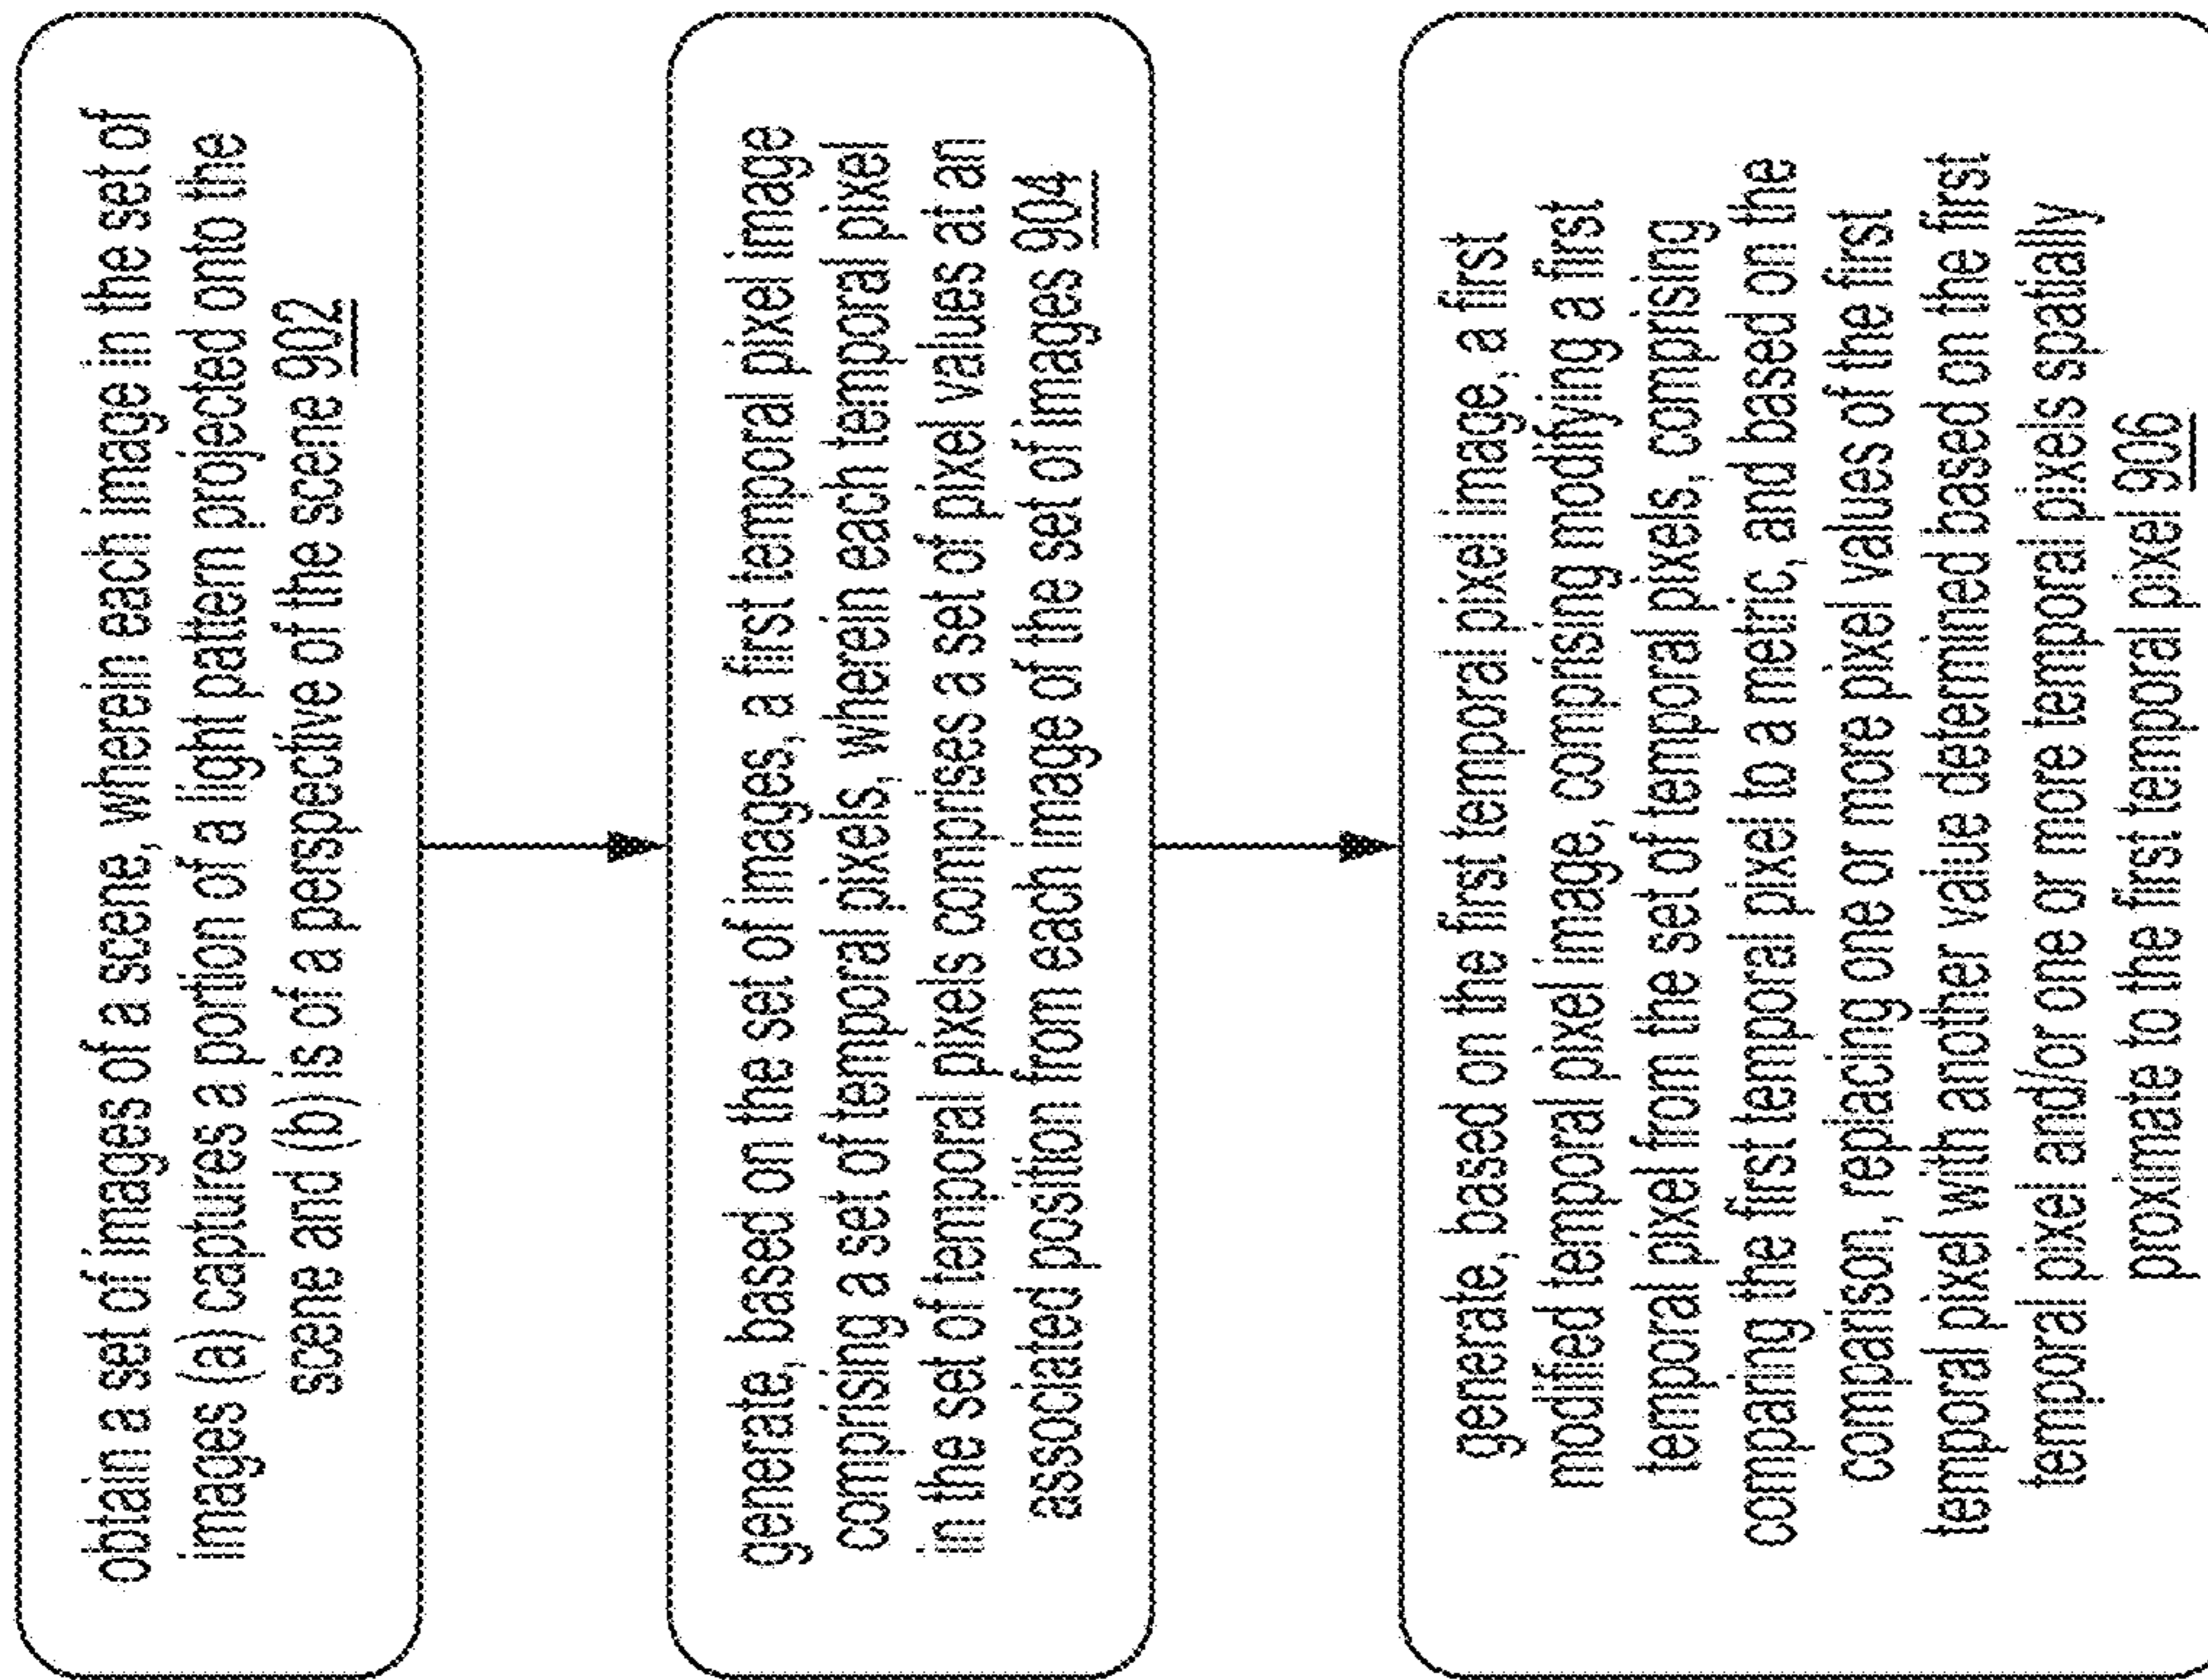 obtain a set of images of a scene, wherein each image in the set of
images (a) captures a portion of a light pattern projected onto the
scene and (b) is of a perspective of the scene 902
generate, based on the set of images, a first temporal pixel image
comprising a set of temporal pixels, wherein each temporal pixel
in the set of temporal pixels comprises a set of pixel values at an
associated position from each image of the set of images 904
generate, based on the first temporal pixel image, a first
modified temporal pixel image, comprising modifying a first
temporal pixel from the set of temporal pixels, comprising
comparing the first temporal pixel to a metric, and based on the
comparison, replacing one or more pixel values of the first
temporal pixel with another value determined based on the first
temporal pixel and/or one or more temporal pixels spatially
proximate to the first temporal pixel 906